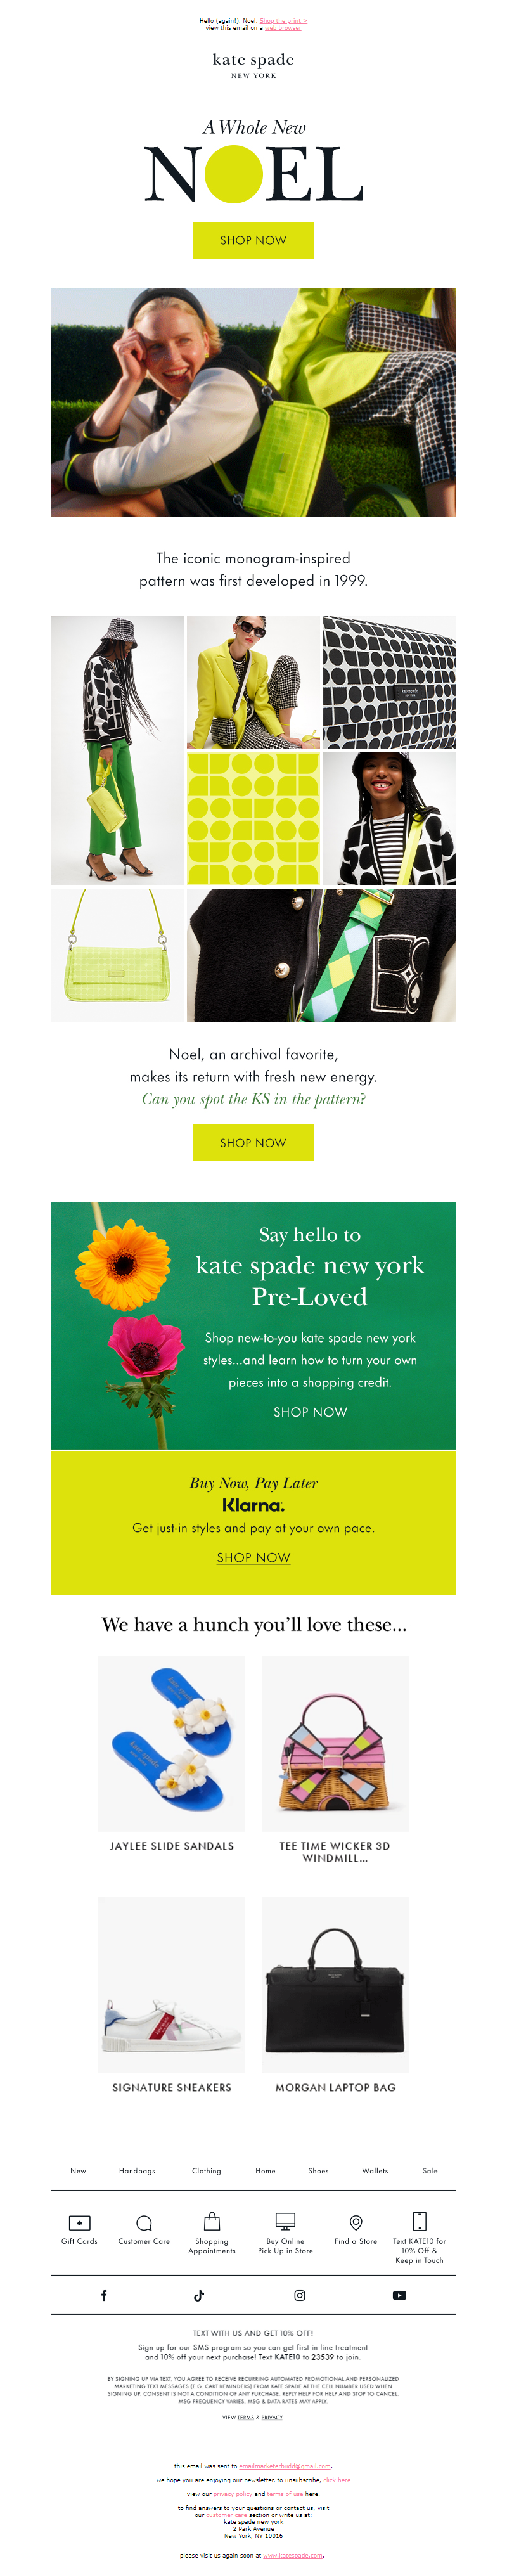 Hello (again!), Noel. Shop the print >
view this email on a web browser
kate spade
NEW YORK
A Whole New
NOEL
SHOP NOW
The iconic monogram-inspired
pattern was first developed in 1999.
Noel, an archival favorite,
makes its return with fresh new energy.
Can you spot the KS in the pattern?
SHOP NOW
Say hello to
kate spade new york
Pre-Loved
Shop new-to-you kate spade new york
styles...and learn how to turn your own
pieces into a shopping credit.
SHOP NOW
Buy Now, Pay Later
Klarna.
Get just-in styles and pay at your own pace.
SHOP NOW
We have a hunch you'll love these...
JAYLEE SLIDE SANDALS
TEE TIME WICKER 3D
WINDMILL...
SIGNATURE SNEAKERS
MORGAN LAPTOP BAG
New Handbags Clothing Home Shoes Wallets Sale
Gift Cards
Customer Care
Shopping
Appointments
Buy Online
Pick Up in Store
Find a Store
Text KATE10 for
10% Off &
Keep in Touch
TEXT WITH US AND GET 10% OFF!
Sign up for our SMS program so you can get first-in-line treatment
and 10% off your next purchase! Text KATE10 to 23539 to join.
BY SIGNING UP VIA TEXT, YOU AGREE TO RECEIVE RECURRING AUTOMATED PROMOTIONAL AND PERSONALIZED
MARKETING TEXT MESSAGES (E.G. CART REMINDERS) FROM KATE SPADE AT THE CELL NUMBER USED WHEN
SIGNING UP. CONSENT IS NOT A CONDITION OF ANY PURCHASE. REPLY HELP FOR HELP AND STOP TO CANCEL.
MSG FREQUENCY VARIES. MSG & DATA RATES MAY APPLY.
VIEW TERMS & PRIVACY.
this email was sent to emailmarketerbudd@gmail.com.
we hope you are enjoying our newsletter. to unsubscribe, click here
view our privacy policy and terms of use here.
to find answers to your questions or contact us, visit
our customer care section or write us at:
kate spade new york
2 Park Avenue
New York, NY 10016
please visit us again soon at www.katespade.com.